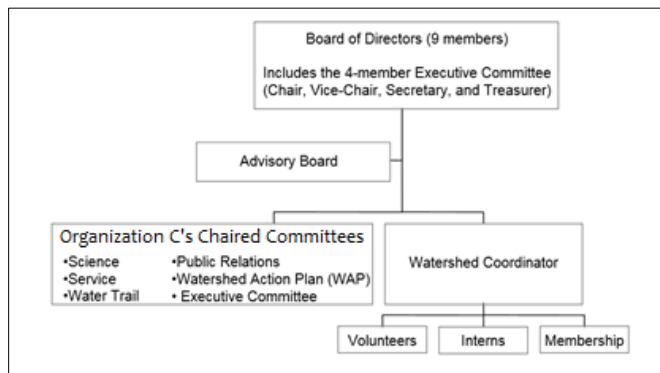 Board of Directors (9 members)
Includes the 4-member Executive Committee
(Chair, Vice-Chair, Secretary, and Treasurer)
Advisory Board
Organization C's Chaired Committees
•Science
•Service
•Water Trail
•Public Relations
•Watershed Action Plan (WAP)
• Executive Committee
Watershed Coordinator
Volunteers
Interns
Membership